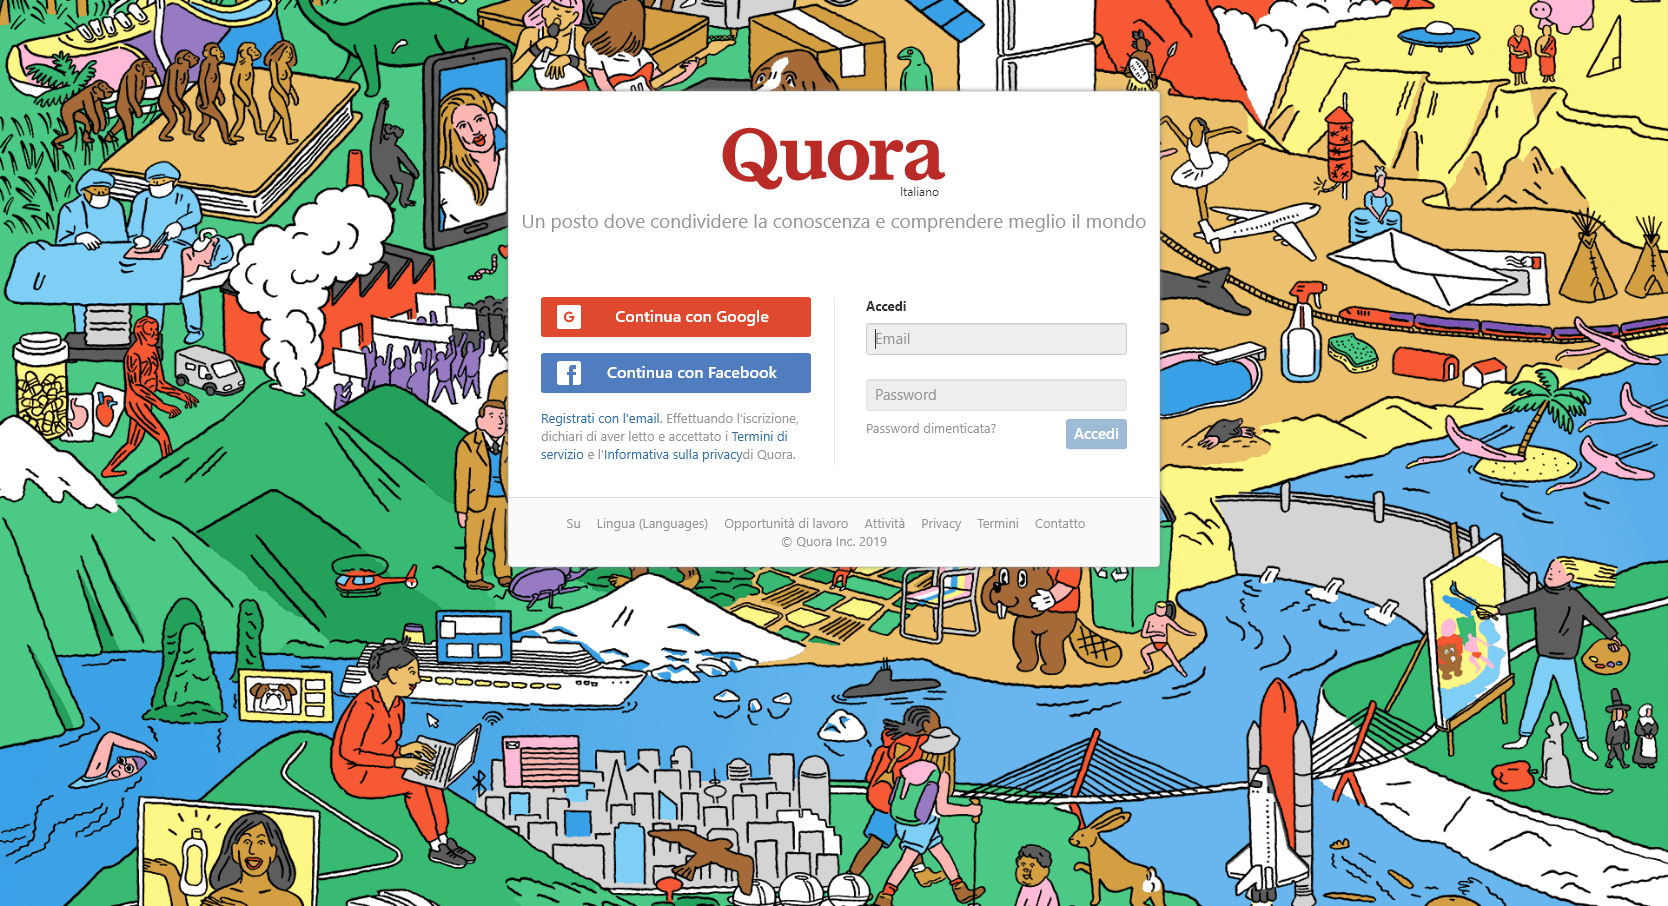 Quora
Italiano
Un posto dove condividere la conoscenza e comprendere meglio il mondo
G Continua con Google
f Continua con Facebook
Registrati con l'email. Effettuando l'iscrizione,
dichiari di aver letto e accettato i Termini di
servizio e l'Informativa sulla privacydi Quora.
Accedi
Email
Password
Password dimenticata?
Accedi
Su Lingua (Languages) Opportunità di lavoro Attività Privacy Termini Contatto
© Quora Inc. 2019